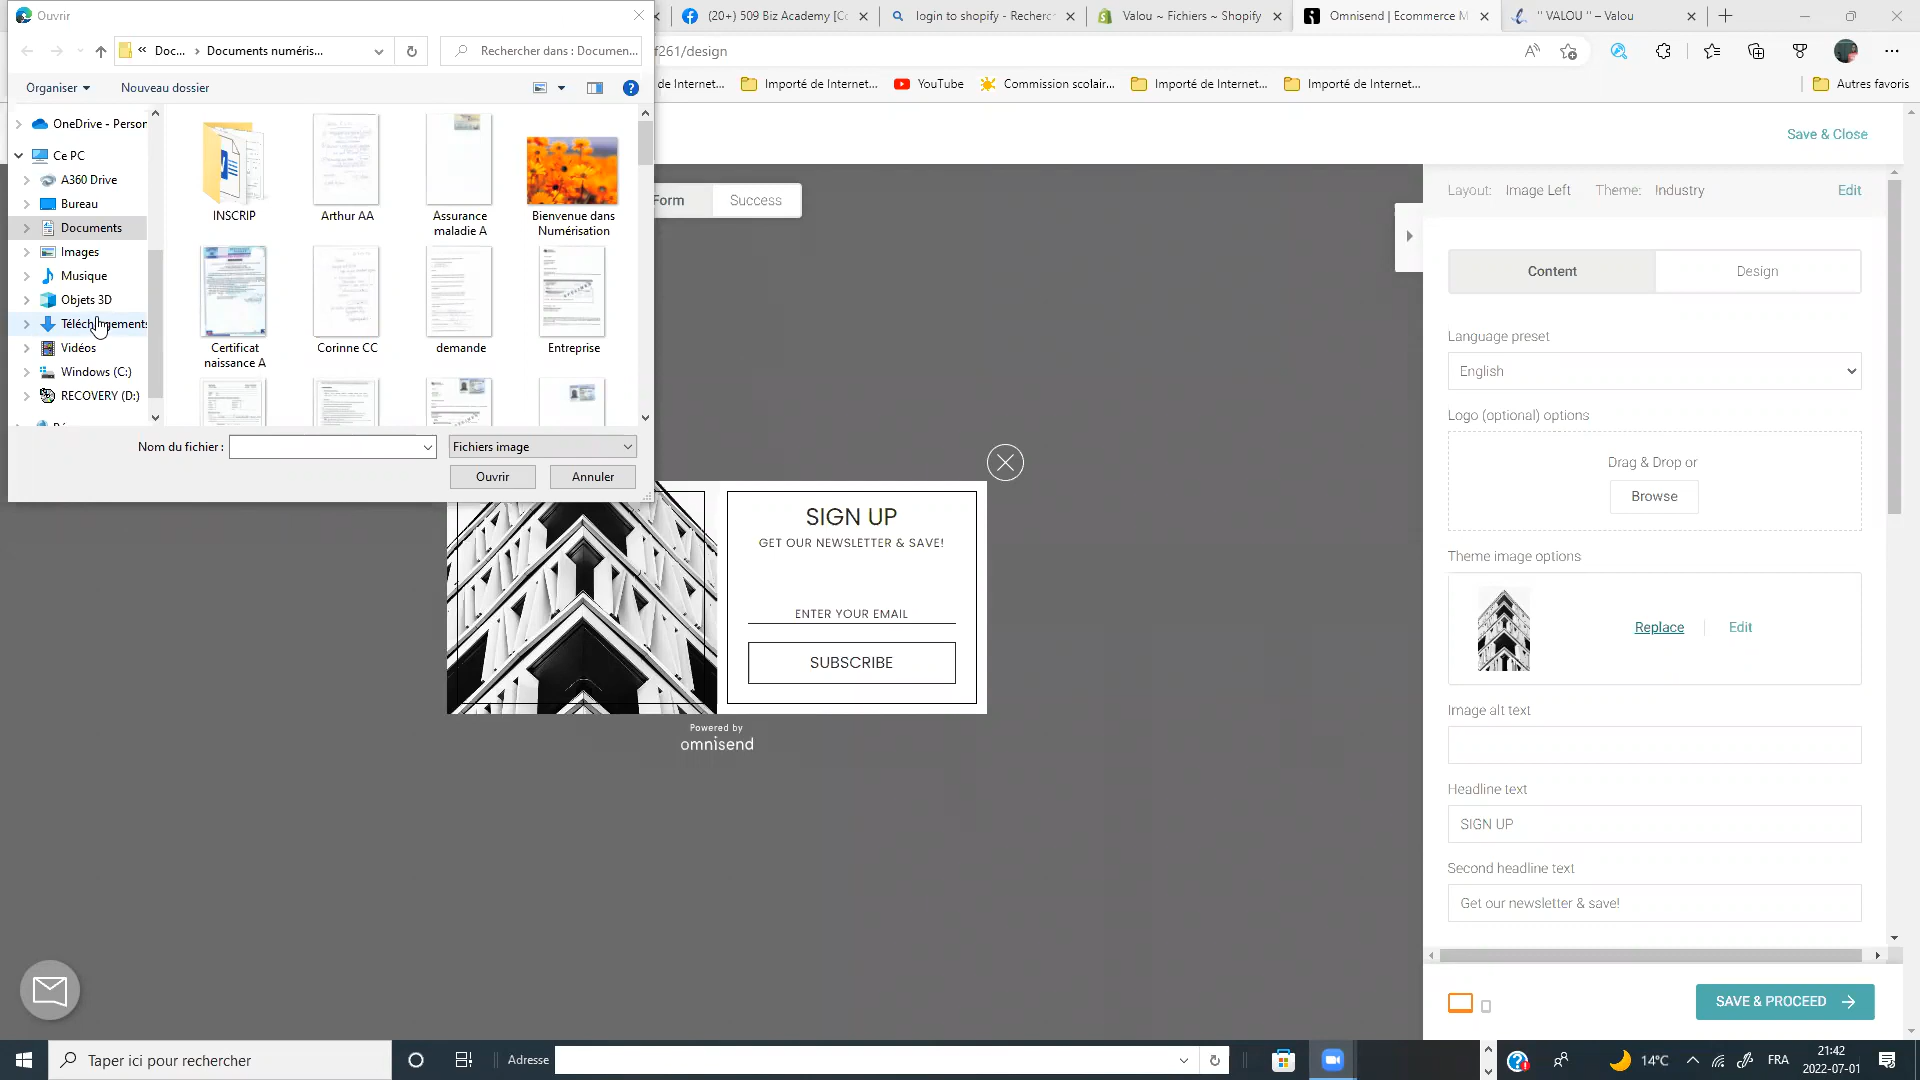 Ouvrir
(20+) 509 Biz Academy [Co
login to shopify - Recherc
Valou ~ Fichiers ~ Shopify
Omnisend | Ecommerce M
'' VALOU '' – Valou
Doc... › Documents numéris...
Rechercher dans : Documen...
f261/design
Organiser
Nouveau dossier
de Internet...
Importé de Internet...
YouTube
Commission scolair...
Importé de Internet...
Importé de Internet...
Autres favoris
OneDrive - Person
Ce PC
A360 Drive
Bureau
Documents
Images
Musique
Objets 3D
Téléchargements
Vidéos
Windows (C:)
RECOVERY (D:)
INSCRIP
Arthur AA
Assurance
maladie A
Bienvenue dans
Numérisation
Certificat
naissance A
Corinne CC
demande
Entreprise
Nom du fichier :
Fichiers image
Ouvrir
Annuler
Save & Close
Form
Success
Layout: Image Left Theme: Industry
Edit
Content
Design
Language preset
English
Logo (optional) options
Drag & Drop or
Browse
Theme image options
Replace
Edit
Image alt text
Headline text
SIGN UP
Second headline text
Get our newsletter & save!
SIGN UP
GET OUR NEWSLETTER & SAVE!
ENTER YOUR EMAIL
SUBSCRIBE
Powered by
omnisend
SAVE & PROCEED
Taper ici pour rechercher
Adresse
14°C
FRA
21:42
2022-07-01